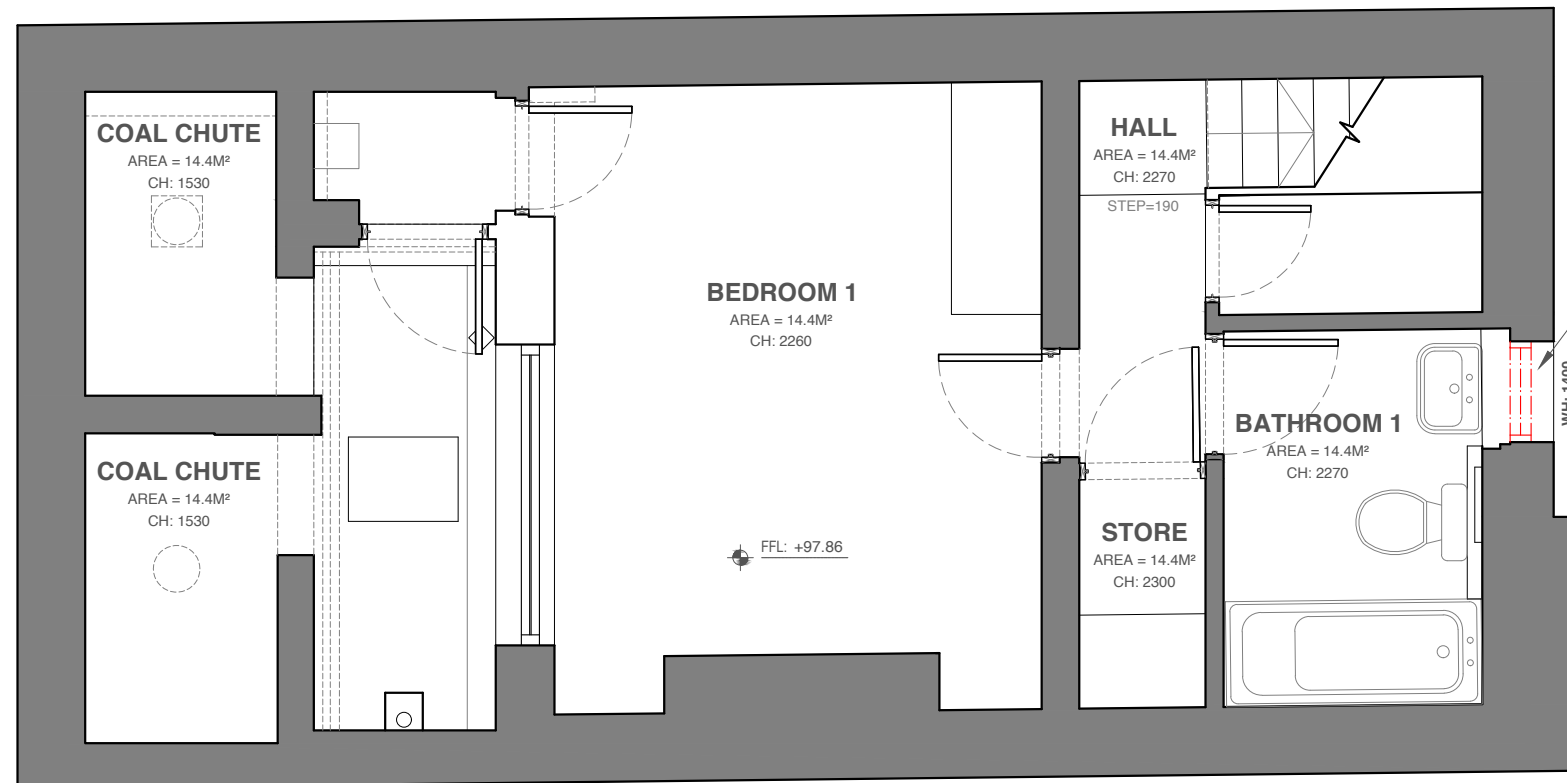 COAL CHUTE
AREA = 14.4M²
CH: 1530
COAL CHUTE
AREA = 14.4M²
CH: 1530
BEDROOM 1
AREA = 14.4M²
CH: 2260
FFL: +97.86
HALL
AREA = 14.4M²
CH: 2270
STEP=190
STORE
AREA = 14.4M²
CH: 2300
BATHROOM 1
AREA = 14.4M²
CH: 2270
WH: 1400